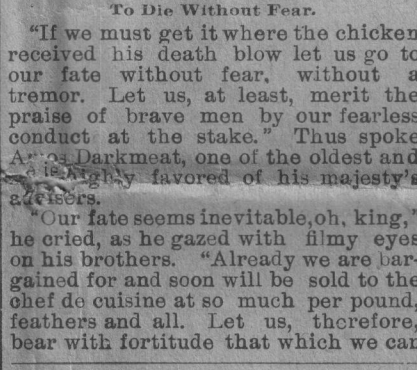 To Die Without Fear.
"If we must get it where the chicken
received his death blow let us go to
our fate without fear, without a
tremor. Let us, at least, merit the
praise of brave men by our fearless
conduct at the stake." Thus spoke
Darkmeat, one of the oldest and
highly favored of his majesty's
advisers.
"Our fate seems inevitable,oh, king,"
he cried, as he gazed with filmy eyes
on his brothers. "Already we are bar-
gained for and soon will be sold to the
chef de cuisine at so much per pound,
feathers and all. Let us, therefore,
bear with fortitude that which we can